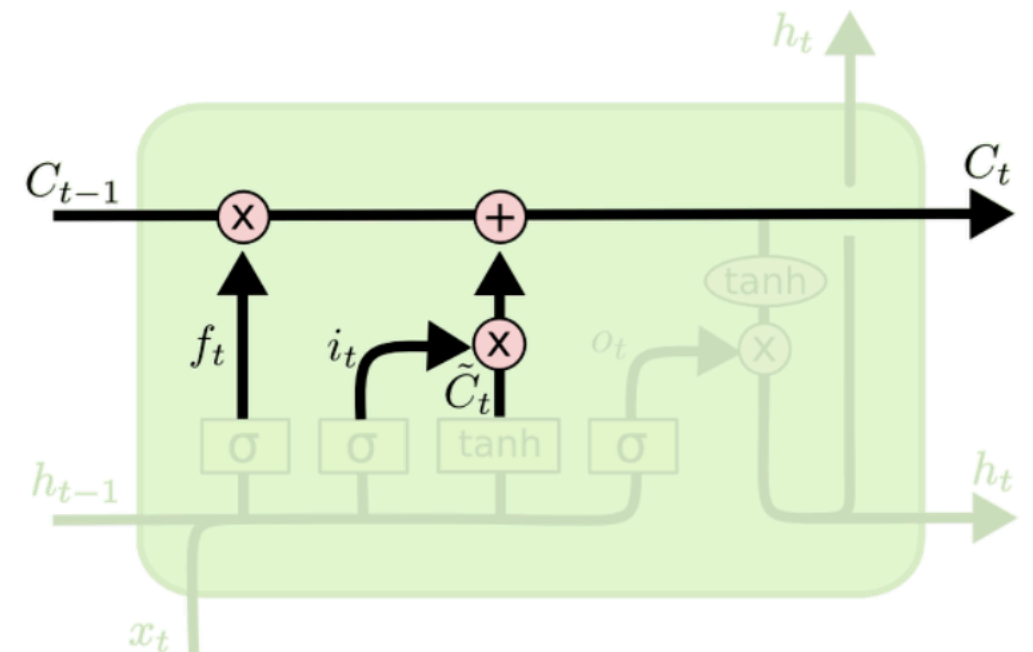 h_t
C_{t-1}
C_t
x
+
tanh
f_t
i_t
x
o_t
x
C̃_t
σ
σ
tanh
σ
h_{t-1}
h_t
x_t